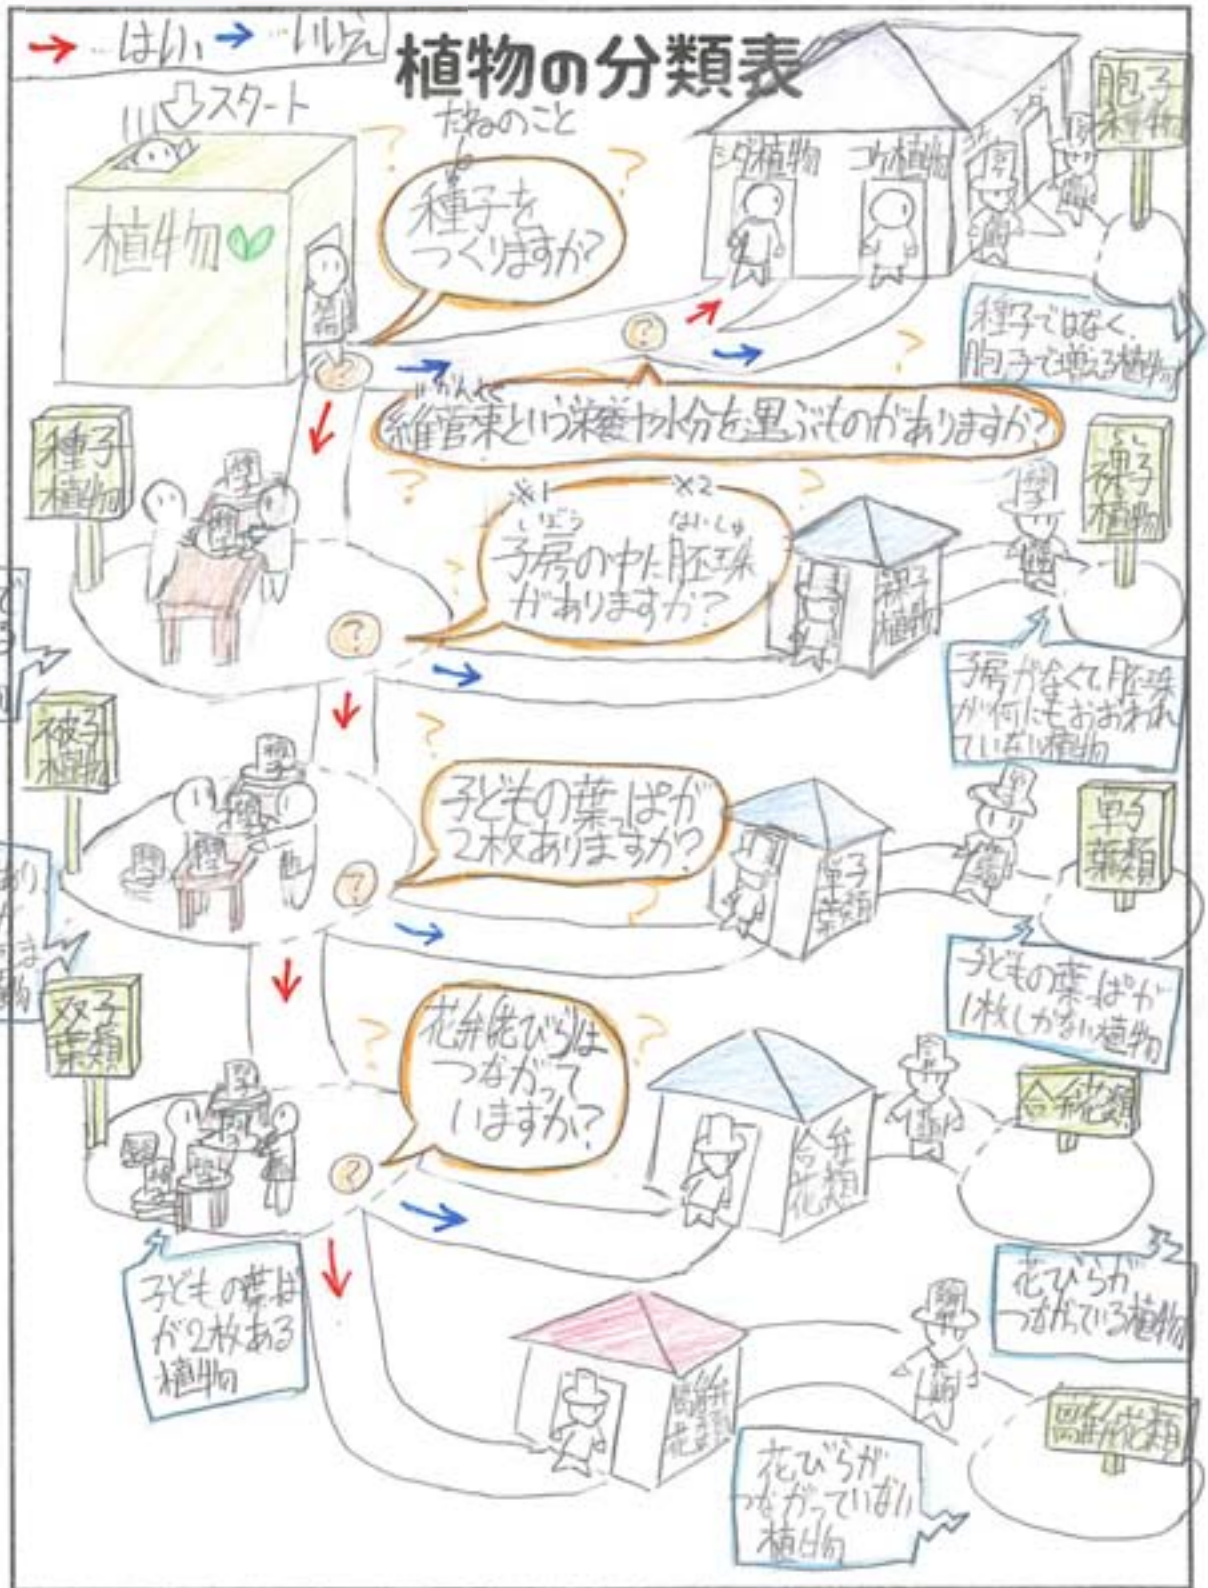 →…はい、→…いいえ
植物の分類表
スタート
たねのこと
種子を
つくりますか?
植物
シダ植物
コケ植物
胞子
植物
種子ではなく、
胞子で増える植物
いかんそく
維管束という栄養や水分を運ぶものがありますか?
種子
植物
※1 ※2
しぼう はいしゅ
子房の中に胚珠
がありますか?
裸子
植物
裸子
植物
子房がなくて、胚珠
が何にもおおわれ
ていない植物
被子
植物
子どもの葉っぱが
2枚ありますか?
単子
葉類
単子
葉類
子どもの葉っぱが
1枚しかない植物
双子
葉類
花弁(花びら)は
つながって
いますか?
合弁
花類
合弁花類
花びらが
つながっている植物
子どもの葉っぱ
が2枚ある
植物
離弁
花類
離弁花類
花びらが
つながっていない
植物